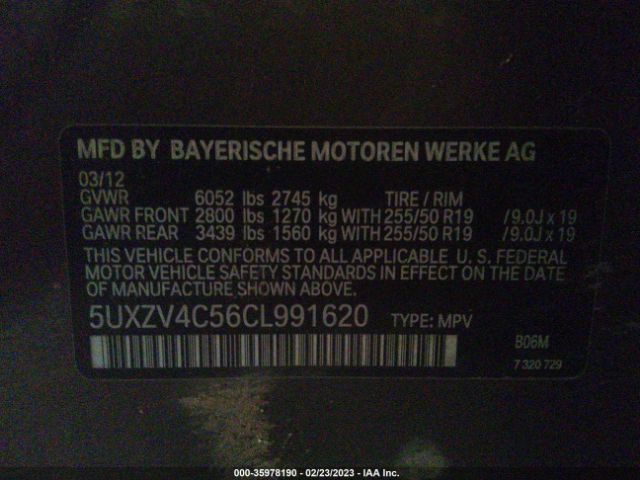 MFD BY BAYERISCHE MOTOREN WERKE AG
03/12
GVWR 6052 lbs 2745 kg TIRE / RIM
GAWR FRONT 2800 lbs 1270 kg WITH 255/50 R19 /9.0J x 19
GAWR REAR 3439 lbs 1560 kg WITH 255/50 R19 /9.0J x 19
THIS VEHICLE CONFORMS TO ALL APPLICABLE U. S. FEDERAL
MOTOR VEHICLE SAFETY STANDARDS IN EFFECT ON THE DATE
OF MANUFACTURE SHOWN ABOVE.
5UXZV4C56CL991620 TYPE: MPV
B06M
7 320 729
000-35978190 - 02/23/2023 - IAA Inc.